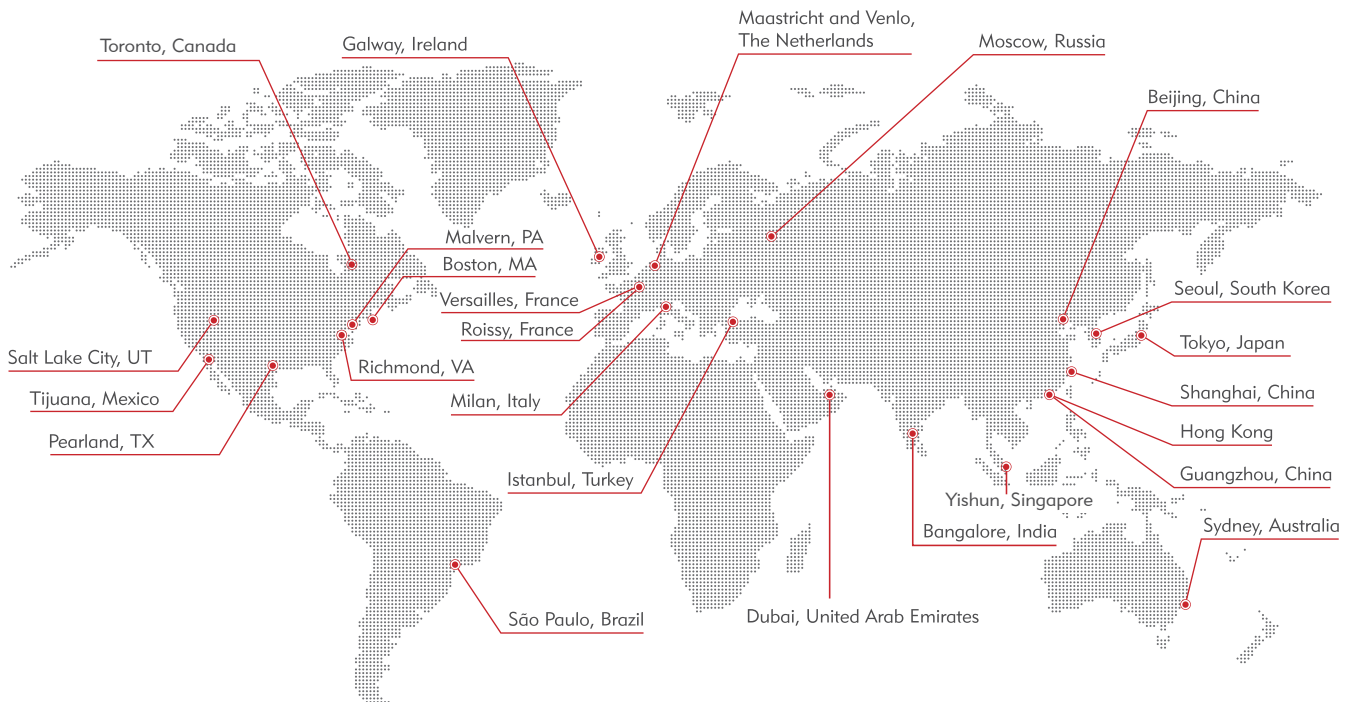 Maastricht and Venlo,
The Netherlands
Toronto, Canada
Galway, Ireland
Moscow, Russia
Beijing, China
Malvern, PA
Boston, MA
Versailles, France
Roissy, France
Seoul, South Korea
Tokyo, Japan
Salt Lake City, UT
Richmond, VA
Tijuana, Mexico
Milan, Italy
Shanghai, China
Hong Kong
Pearland, TX
Guangzhou, China
Istanbul, Turkey
Yishun, Singapore
Bangalore, India
Sydney, Australia
São Paulo, Brazil
Dubai, United Arab Emirates